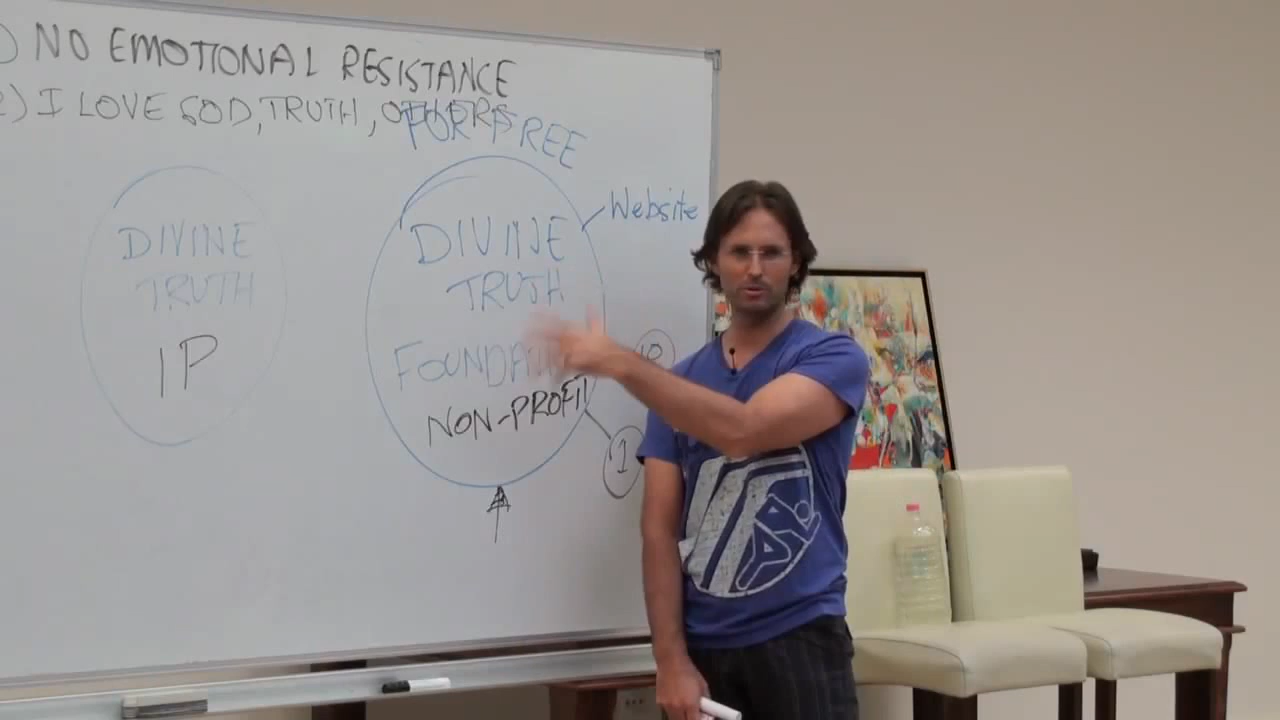 ) NO EMOTIONAL RESISTANCE
2) I LOVE GOD, TRUTH, OTHERS
FOR FREE
DIVINE
TRUTH
IP
DIVINE
TRUTH
NON-PROFIT
Website
10
1